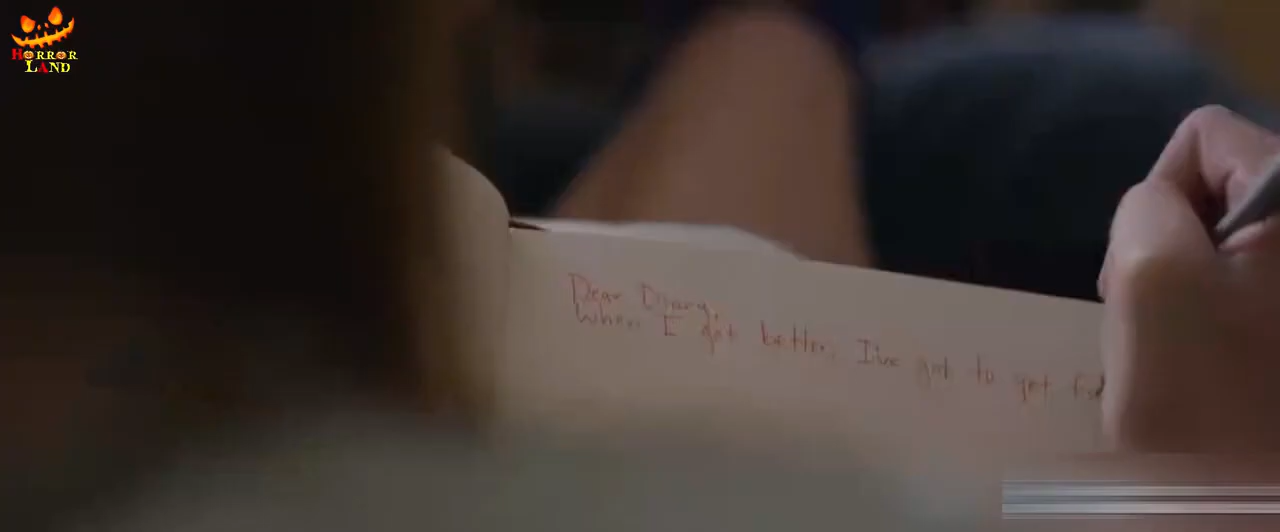 HORROR
LAND
Dear Diary,
When I get better, I've got to get